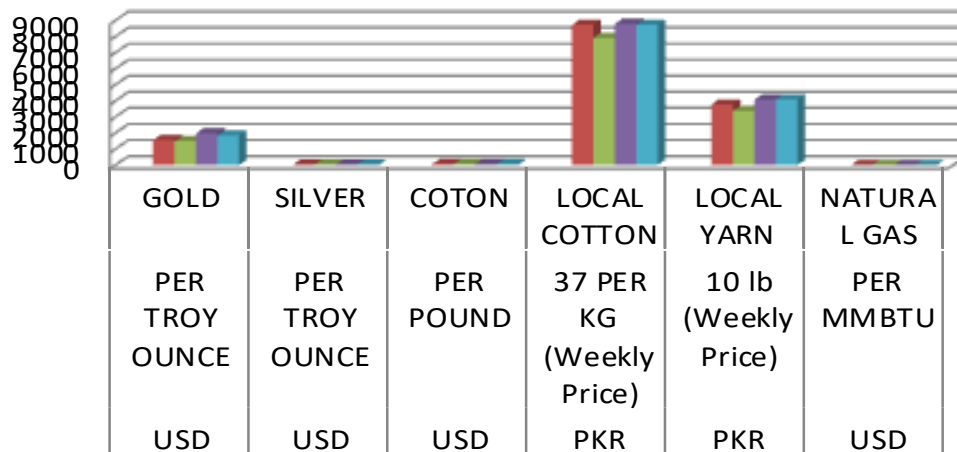 9000
8000
7000
6000
5000
4000
3000
2000
1000
0
GOLD SILVER COTON LOCAL LOCAL NATURA
COTTON YARN L GAS
PER PER PER 37 PER 10 lb PER
TROY TROY POUND KG (Weekly MMBTU
OUNCE OUNCE (Weekly Price)
Price)
USD USD USD PKR PKR USD